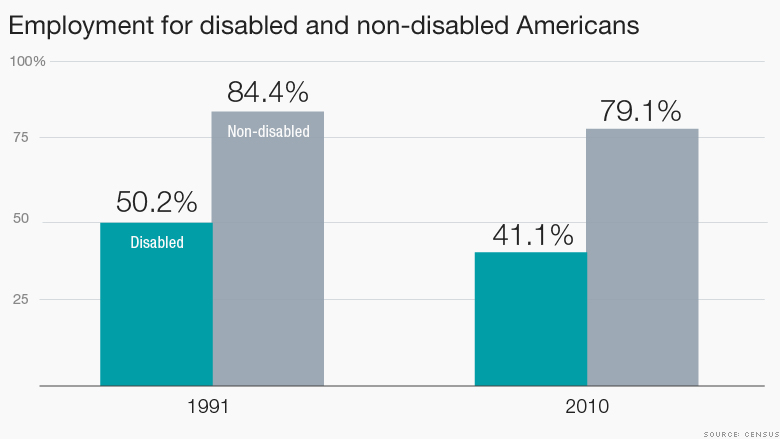 Employment for disabled and non-disabled Americans
100%
84.4%
79.1%
Non-disabled
75
50.2%
50
41.1%
Disabled
25
1991
2010
SOURCE: CENSUS